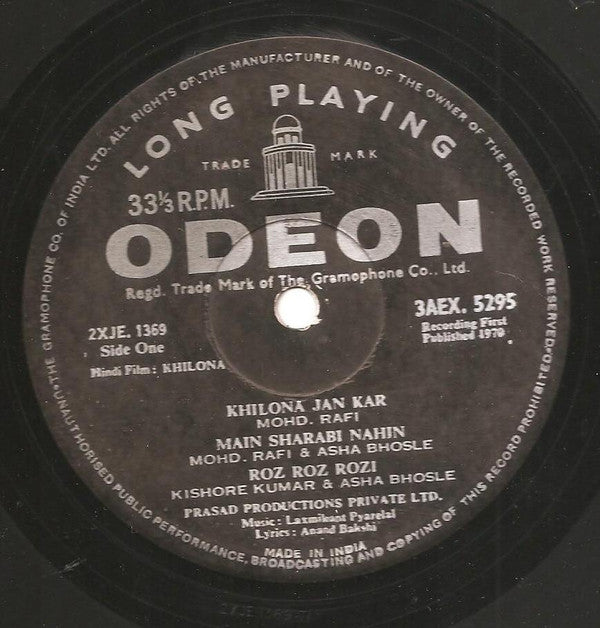 THE GRAMOPHONE CO. OF INDIA LTD. ALL RIGHTS OF THE MANUFACTURER AND OF THE OWNER OF THE RECORDED WORK RESERVED. UNAUTHORISED PUBLIC PERFORMANCE, BROADCASTING AND COPYING OF THIS RECORD PROHIBITED.
LONG PLAYING
TRADE MARK
33⅓ R.P.M.
ODEON
Regd. Trade Mark of The Gramophone Co., Ltd.
2XJE. 1369
3AEX. 5295
Side One
Recording First
Published 1970
Hindi Film: KHILONA
KHILONA JAN KAR
MOHD. RAFI
MAIN SHARABI NAHIN
MOHD. RAFI & ASHA BHOSLE
ROZ ROZ ROZI
KISHORE KUMAR & ASHA BHOSLE
PRASAD PRODUCTIONS PRIVATE LTD.
Music: Laxmikant Pyarelal
Lyrics: Anand Bakshi
MADE IN INDIA